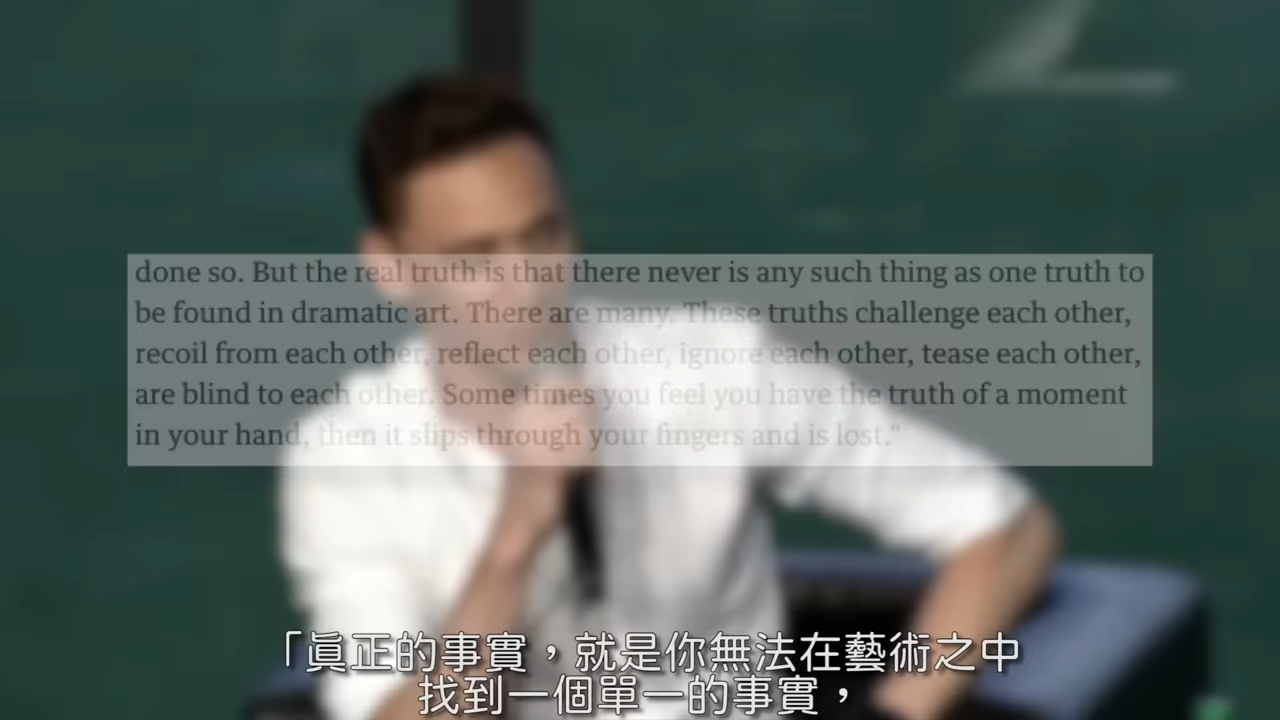 done so. But the real truth is that there never is any such thing as one truth to
be found in dramatic art. There are many. These truths challenge each other,
recoil from each other, reflect each other, ignore each other, tease each other,
are blind to each other. Some times you feel you have the truth of a moment
in your hand, then it slips through your fingers and is lost."
「真正的事實，就是你無法在藝術之中
找到一個單一的事實，